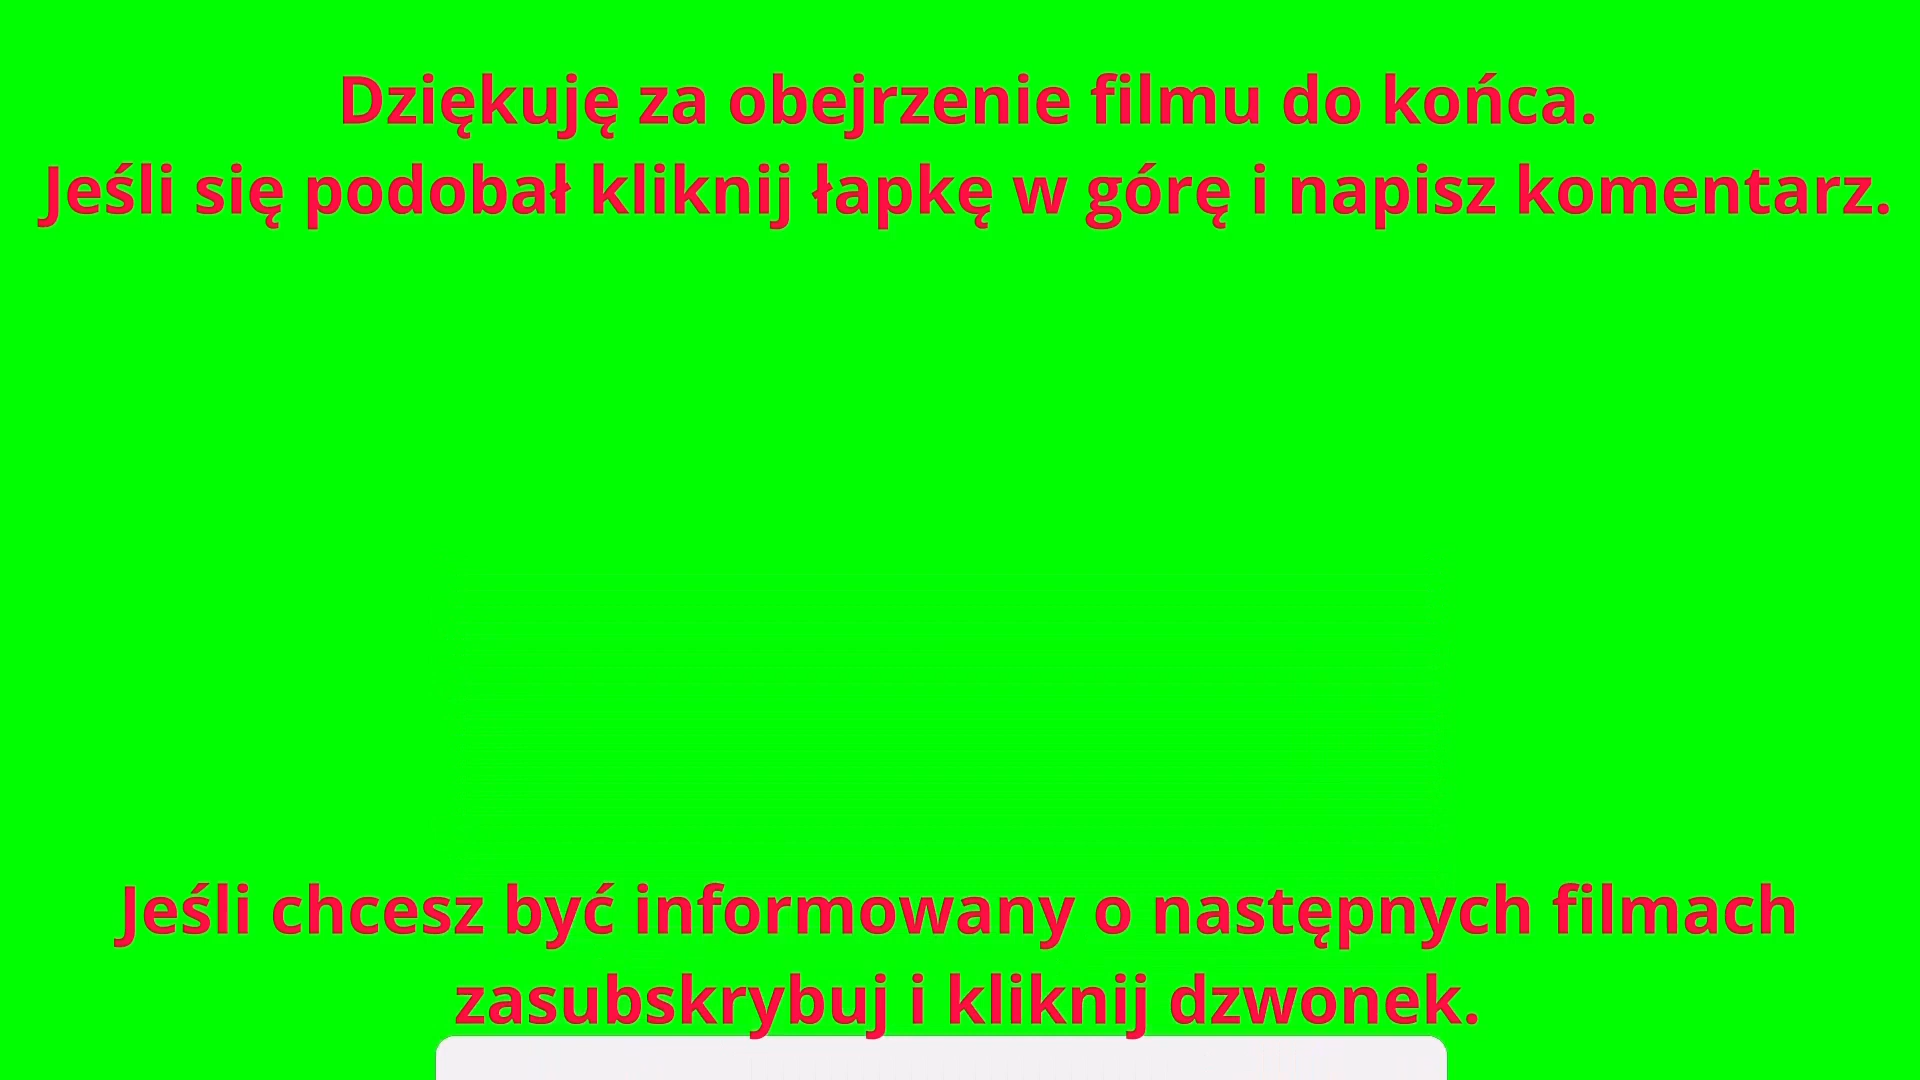 Dziękuję za obejrzenie filmu do końca.
Jeśli się podobał kliknij łapkę w górę i napisz komentarz.
Jeśli chcesz być informowany o następnych filmach
zasubskrybuj i kliknij dzwonek.